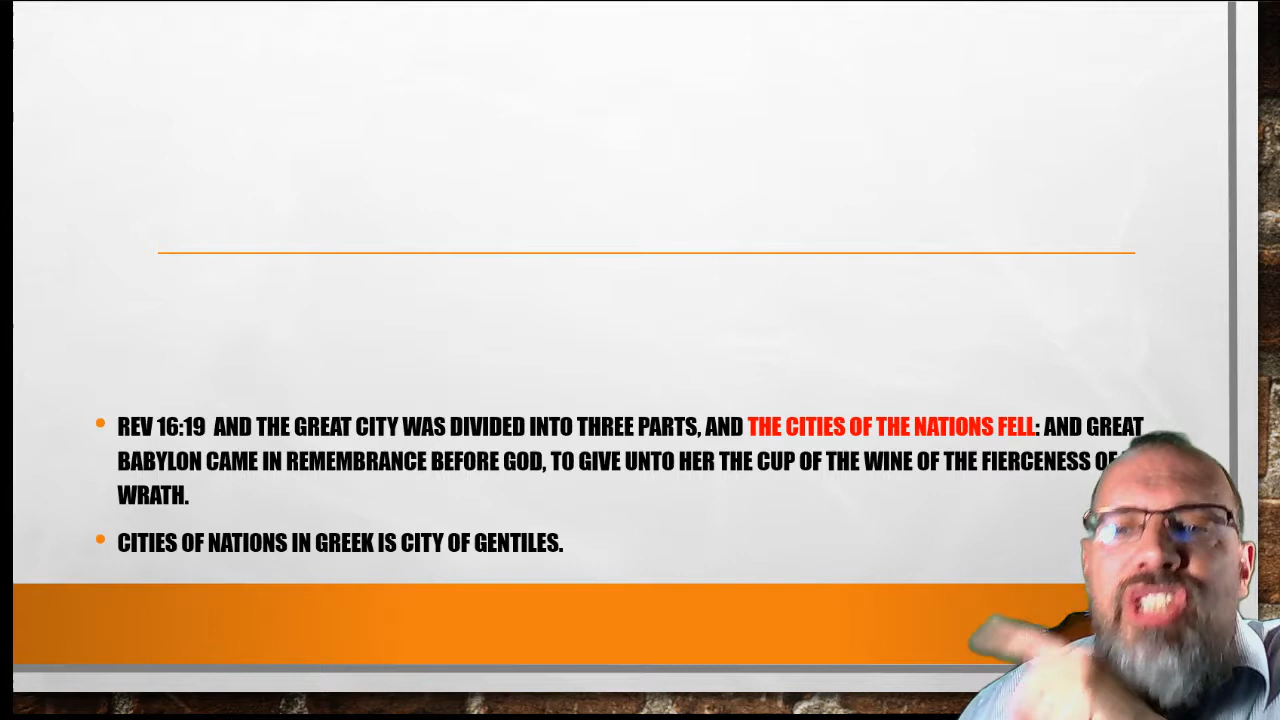 REV 16:19 AND THE GREAT CITY WAS DIVIDED INTO THREE PARTS, AND THE CITIES OF THE NATIONS FELL: AND GREAT
BABYLON CAME IN REMEMBRANCE BEFORE GOD, TO GIVE UNTO HER THE CUP OF THE WINE OF THE FIERCENESS
WRATH.
CITIES OF NATIONS IN GREEK IS CITY OF GENTILES.